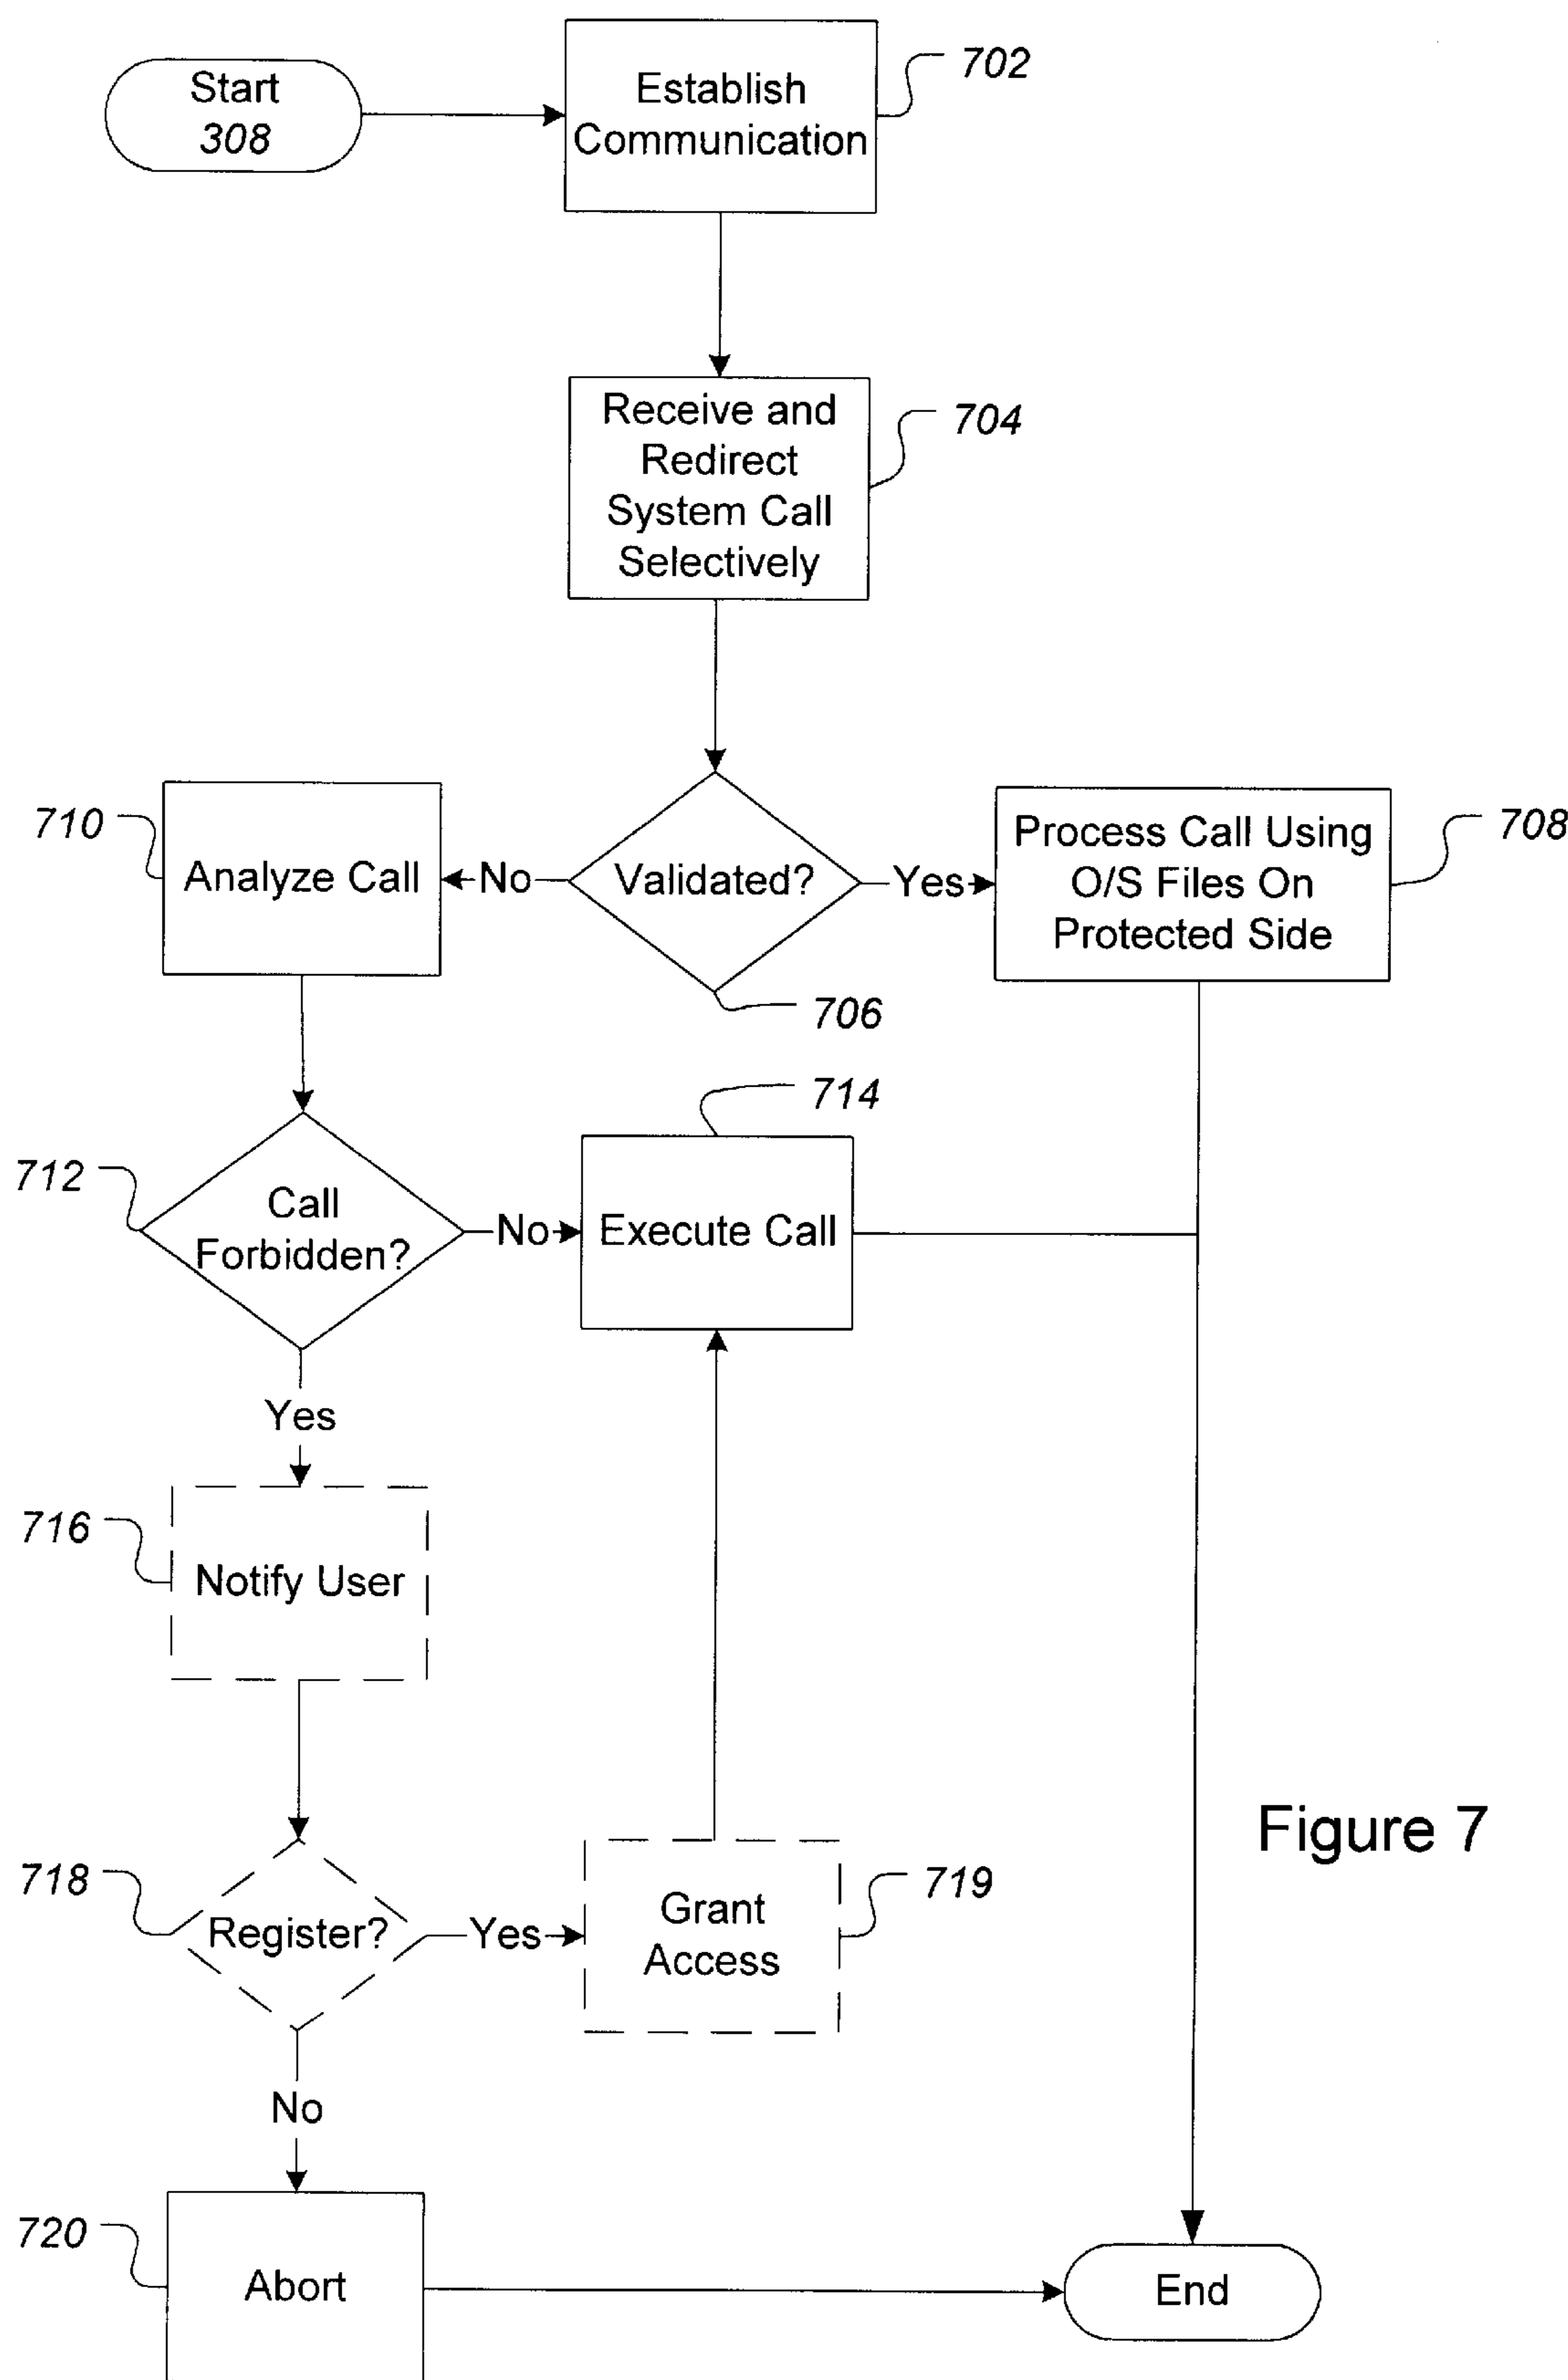 Start
308
Establish
Communication
702
Receive and
Redirect
System Call
Selectively
704
710
Analyze Call
No
Validated?
Yes
Process Call Using
O/S Files On
Protected Side
708
706
712
Call
Forbidden?
No
714
Execute Call
Yes
716
Notify User
718
Register?
Yes
Grant
Access
719
Figure 7
No
720
Abort
End